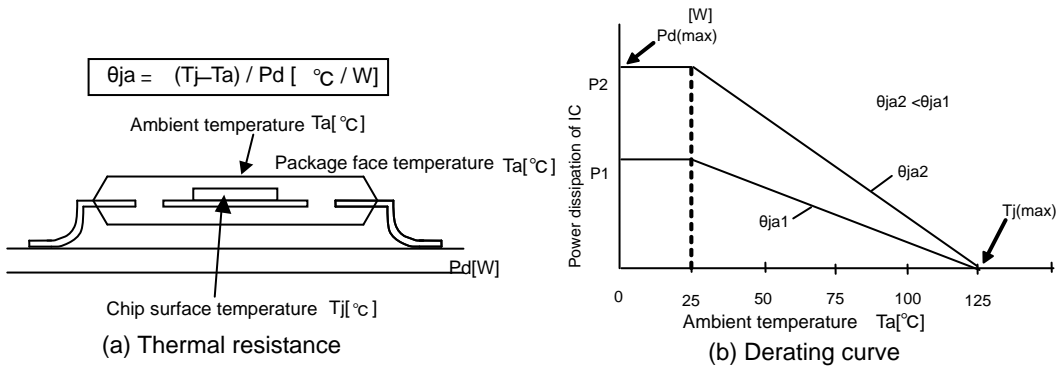 θja = (Tj—Ta) / Pd [ °C / W]
Ambient temperature Ta[°C]
Package face temperature Ta[°C]
Pd[W]
Chip surface temperature Tj[°C]
(a) Thermal resistance
[W]
Pd(max)
P2
θja2 <θja1
Power dissipation of IC
P1
θja2
θja1
Tj(max)
0 25 50 75 100 125
Ambient temperature Ta[°C]
(b) Derating curve